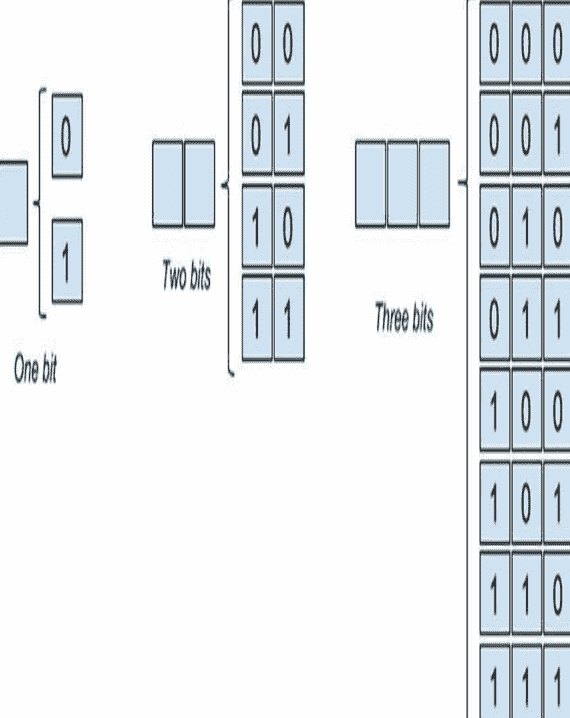 0
1
One bit
0 0
0 1
1 0
1 1
Two bits
0 0 0
0 0 1
0 1 0
0 1 1
1 0 0
1 0 1
1 1 0
1 1 1
Three bits